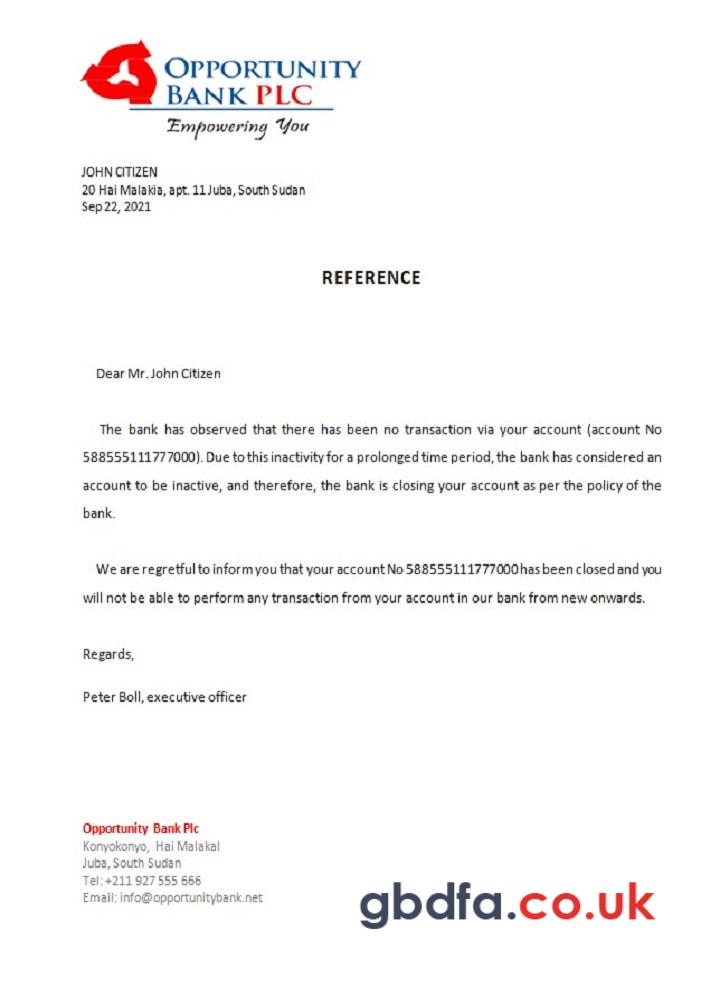 OPPORTUNITY
BANK PLC
Empowering You
JOHN CITIZEN
20 Hai Malakia, apt. 11 Juba, South Sudan
Sep 22, 2021
REFERENCE
Dear Mr. John Citizen
The bank has observed that there has been no transaction via your account (account No
588555111777000). Due to this inactivity for a prolonged time period, the bank has considered an
account to be inactive, and therefore, the bank is closing your account as per the policy of the
bank.
We are regretful to inform you that your account No 588555111777000 has been closed and you
will not be able to perform any transaction from your account in our bank from new onwards.
Regards,
Peter Boll, executive officer
Opportunity Bank Plc
Konyokonyo, Hai Malakal
Juba, South Sudan
Tel: +211 927 555 666
Email: info@opportunitybank.net
gbdfa.co.uk